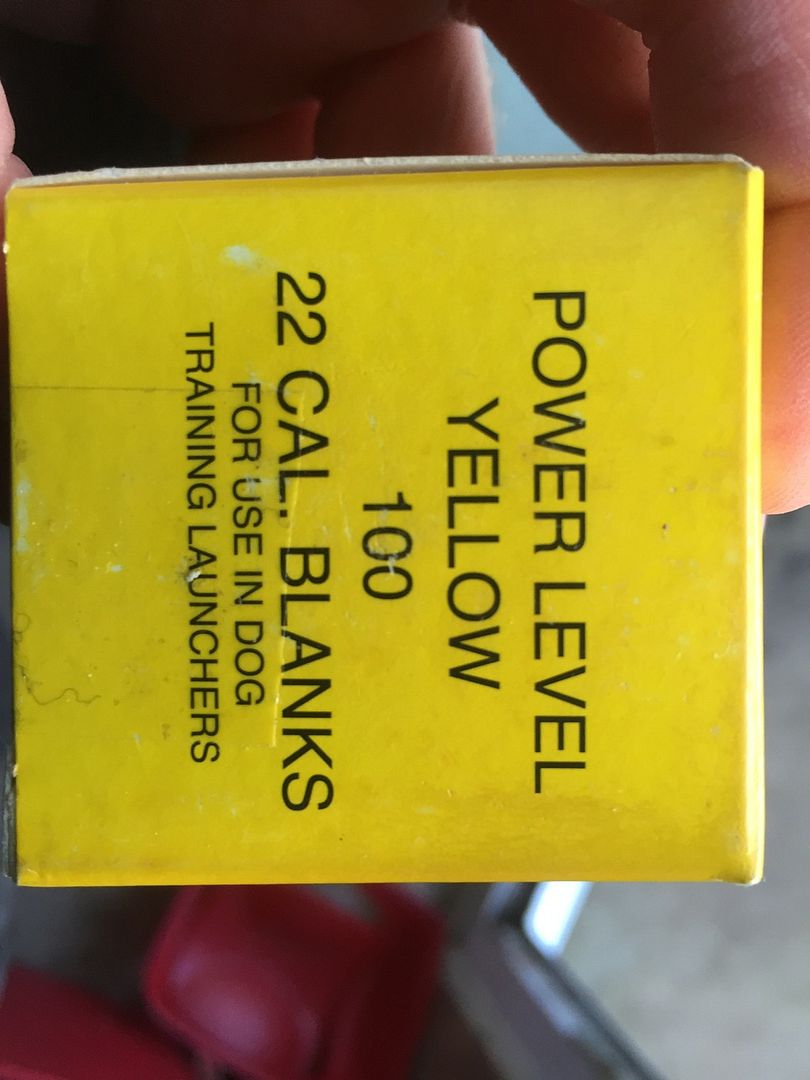 POWER LEVEL
YELLOW
100
22 CAL. BLANKS
FOR USE IN DOG
TRAINING LAUNCHERS